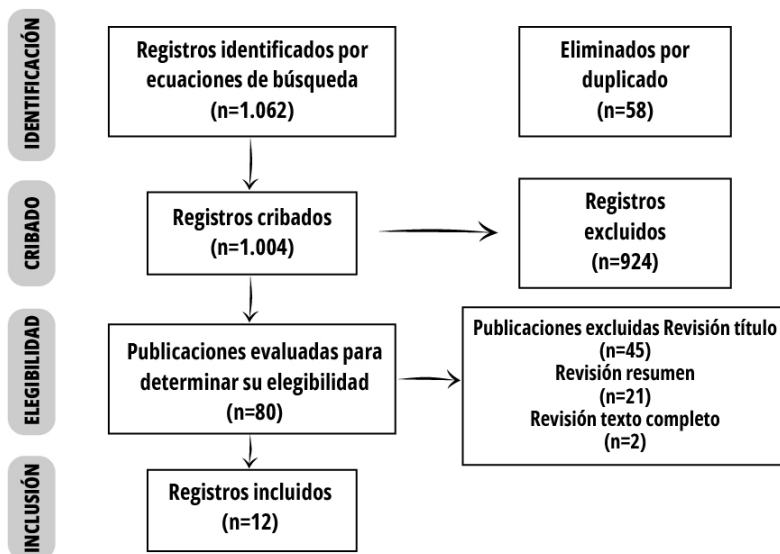 IDENTIFICACIÓN
Registros identificados por
ecuaciones de búsqueda
(n=1.062)
Eliminados por
duplicado
(n=58)
CRIBADO
Registros cribados
(n=1.004)
Registros
excluidos
(n=924)
ELEGIBILIDAD
Publicaciones evaluadas para
determinar su elegibilidad
(n=80)
Publicaciones excluidas Revisión título
(n=45)
Revisión resumen
(n=21)
Revisión texto completo
(n=2)
INCLUSIÓN
Registros incluidos
(n=12)